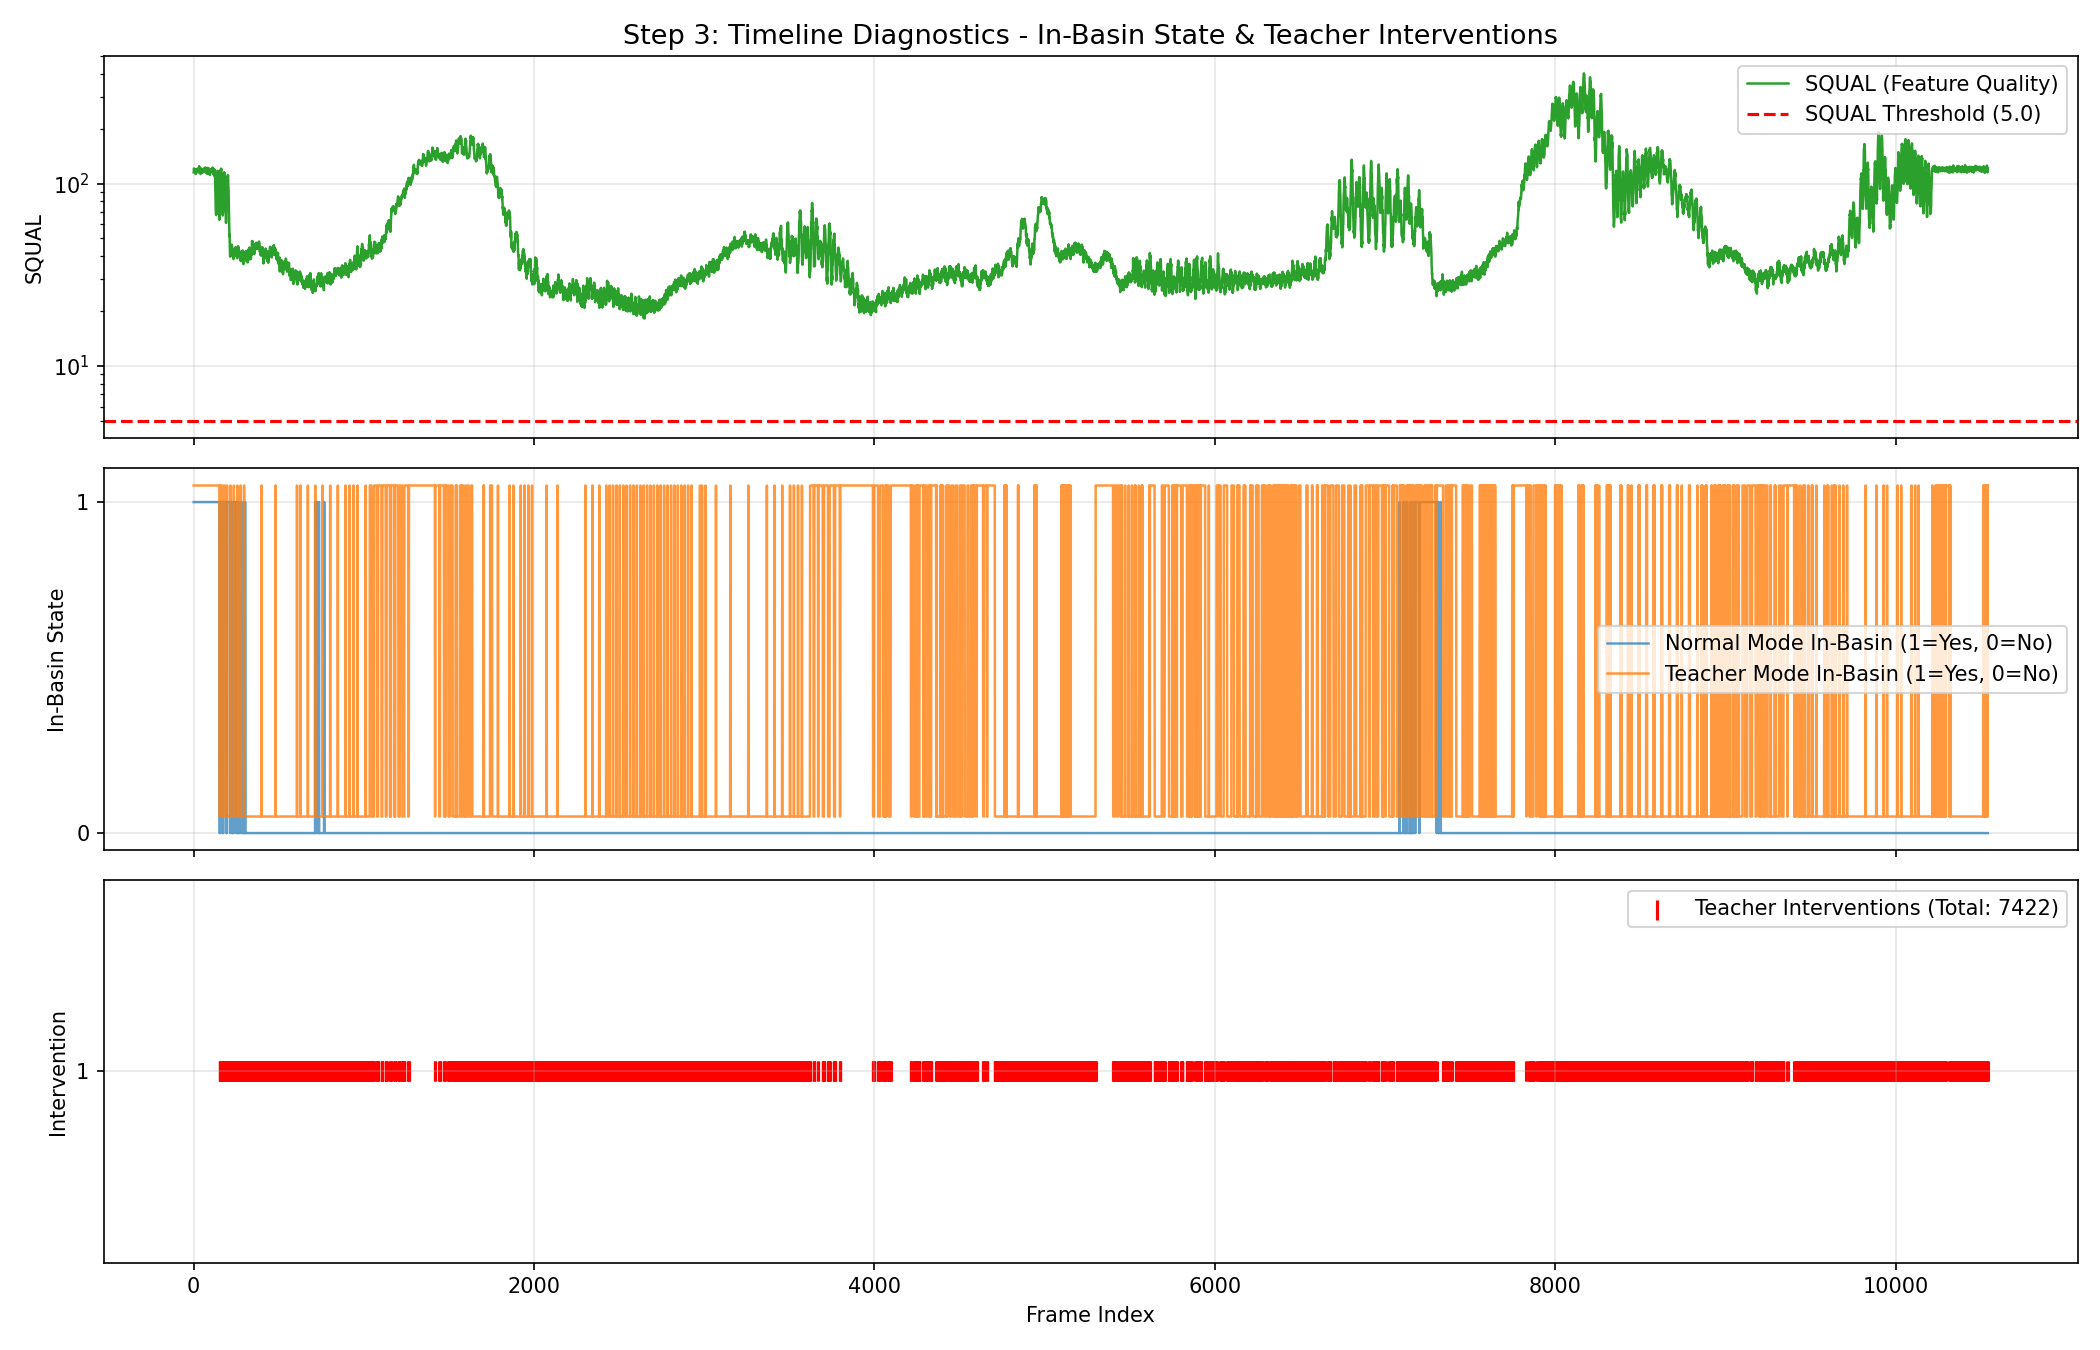 Step 3: Timeline Diagnostics - In-Basin State & Teacher Interventions
SQUAL
10²
10¹
SQUAL (Feature Quality)
SQUAL Threshold (5.0)
In-Basin State
1
0
Normal Mode In-Basin (1=Yes, 0=No)
Teacher Mode In-Basin (1=Yes, 0=No)
Intervention
1
Teacher Interventions (Total: 7422)
0 2000 4000 6000 8000 10000
Frame Index